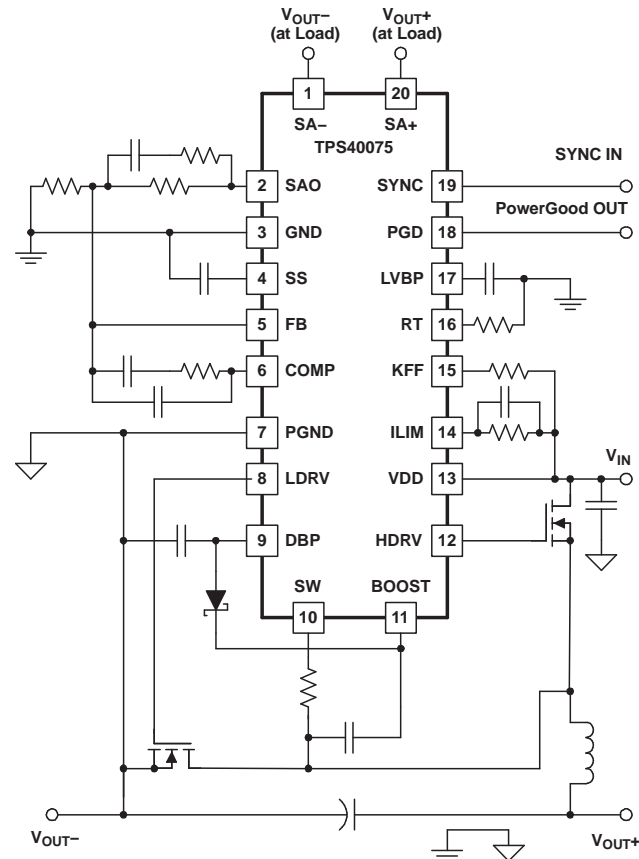 VOUT− VOUT+
(at Load) (at Load)
1 20
SA− SA+
TPS40075
SYNC IN
2 SAO SYNC 19
PowerGood OUT
3 GND PGD 18
4 SS LVBP 17
5 FB RT 16
6 COMP KFF 15
7 PGND ILIM 14
VIN
8 LDRV VDD 13
9 DBP HDRV 12
SW BOOST
10 11
VOUT− VOUT+